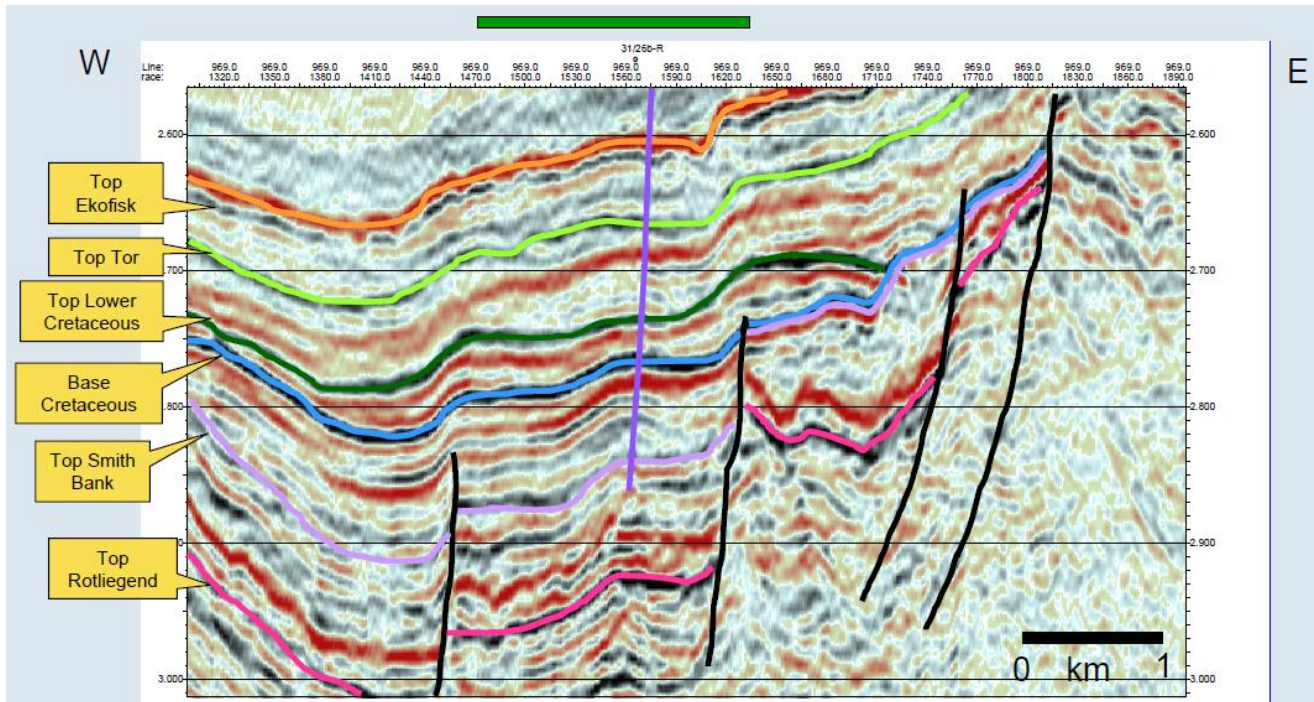 W
E
31/26b-R
Line: 969.0 969.0 969.0 969.0 969.0 969.0 969.0 969.0 969.0 969.0 969.0 969.0 969.0 969.0 969.0 969.0 969.0 969.0 969.0 969.0
race: 1320.0 1350.0 1380.0 1410.0 1440.0 1470.0 1500.0 1530.0 1560.0 1590.0 1620.0 1650.0 1680.0 1710.0 1740.0 1770.0 1800.0 1830.0 1860.0 1890.0
2.600 2.600
Top
Ekofisk
Top Tor
.700 2.700
Top Lower
Cretaceous
Base
Cretaceous
.800 2.800
Top Smith
Bank
2.900
Top
Rotliegend
0 km 1
3.000 3.000